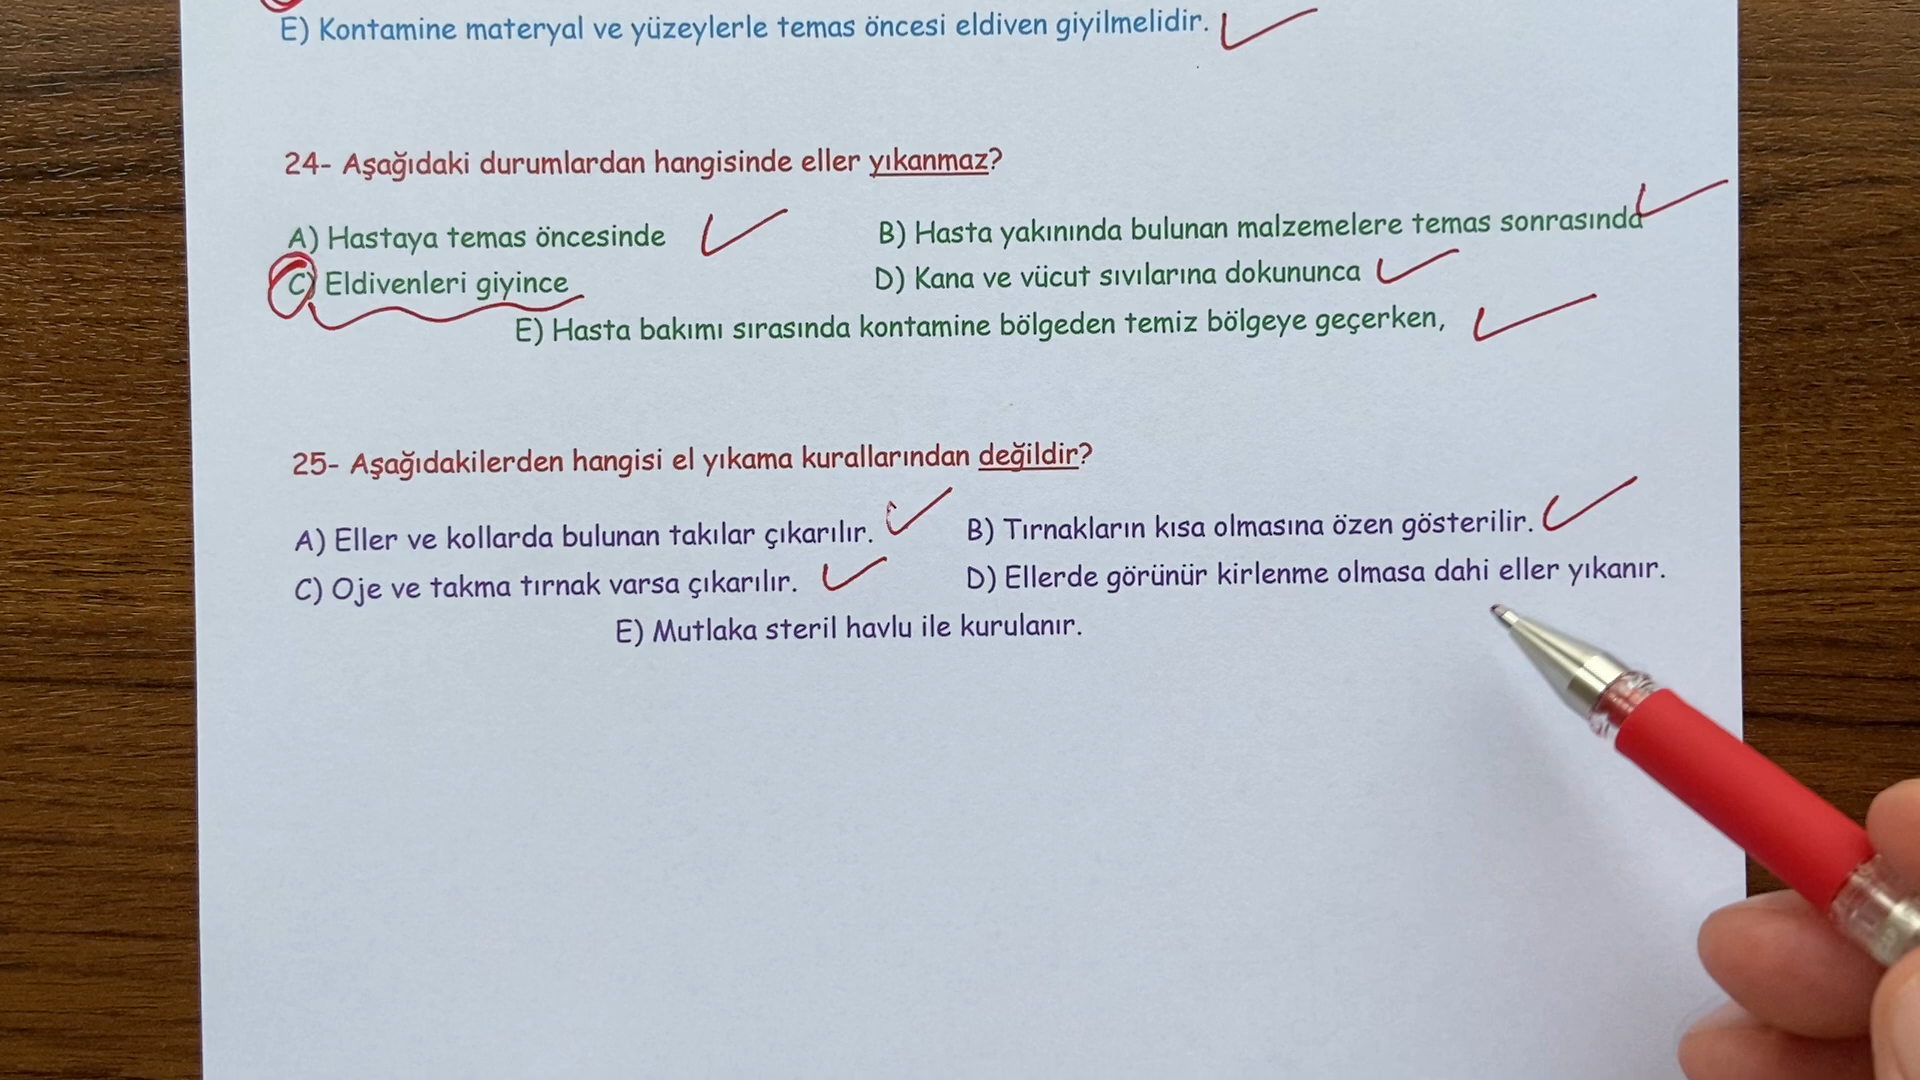 E) Kontamine materyal ve yüzeylerle temas öncesi eldiven giyilmelidir.
24- Aşağıdaki durumlardan hangisinde eller yıkanmaz?
A) Hastaya temas öncesinde B) Hasta yakınında bulunan malzemelere temas sonrasında
C) Eldivenleri giyince D) Kana ve vücut sıvılarına dokununca
E) Hasta bakımı sırasında kontamine bölgeden temiz bölgeye geçerken,
25- Aşağıdakilerden hangisi el yıkama kurallarından değildir?
A) Eller ve kollarda bulunan takılar çıkarılır. B) Tırnakların kısa olmasına özen gösterilir.
C) Oje ve takma tırnak varsa çıkarılır. D) Ellerde görünür kirlenme olmasa dahi eller yıkanır.
E) Mutlaka steril havlu ile kurulanır.